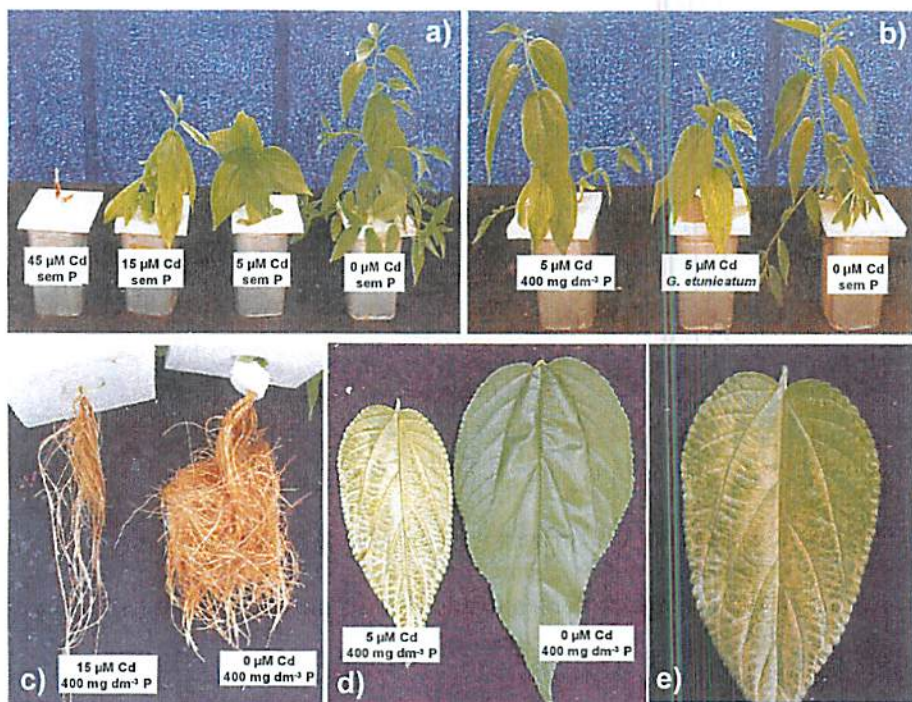 a)
45 µM Cd
sem P
15 µM Cd
sem P
5 µM Cd
sem P
0 µM Cd
sem P
b)
5 µM Cd
400 mg dm⁻³ P
5 µM Cd
G. etunicatum
0 µM Cd
sem P
c)
15 µM Cd
400 mg dm⁻³ P
0 µM Cd
400 mg dm⁻³ P
d)
5 µM Cd
400 mg dm⁻³ P
0 µM Cd
400 mg dm⁻³ P
e)